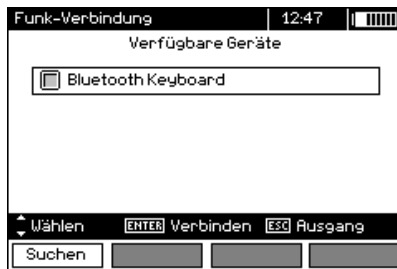 Funk-Verbindung 12:47
Verfügbare Geräte
Bluetooth Keyboard
Wählen ENTER Verbinden ESC Ausgang
Suchen